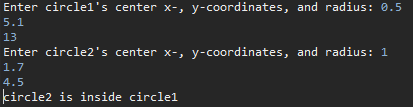 Enter circle1's center x-, y-coordinates, and radius: 0.5
5.1
13
Enter circle2's center x-, y-coordinates, and radius: 1
1.7
4.5
circle2 is inside circle1